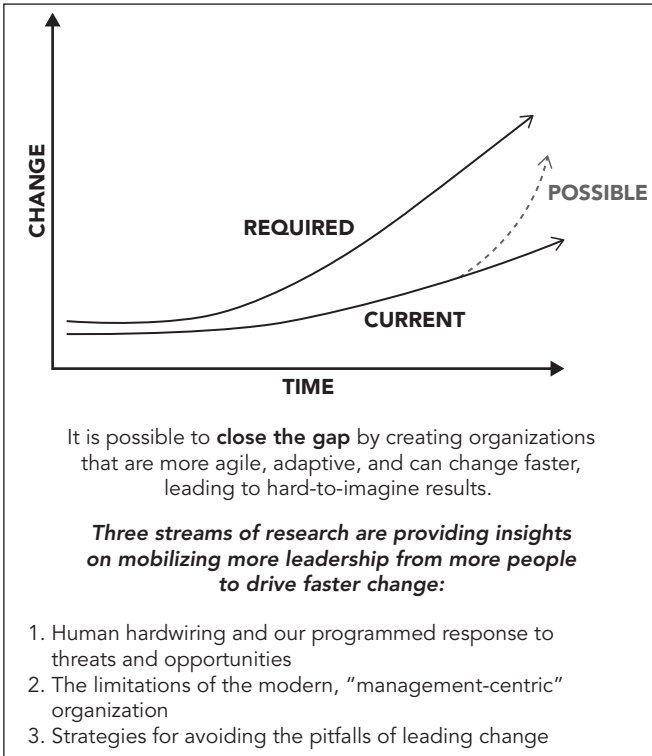 CHANGE
REQUIRED
POSSIBLE
CURRENT
TIME
It is possible to close the gap by creating organizations
that are more agile, adaptive, and can change faster,
leading to hard-to-imagine results.
Three streams of research are providing insights
on mobilizing more leadership from more people
to drive faster change:
1. Human hardwiring and our programmed response to
threats and opportunities
2. The limitations of the modern, “management-centric”
organization
3. Strategies for avoiding the pitfalls of leading change